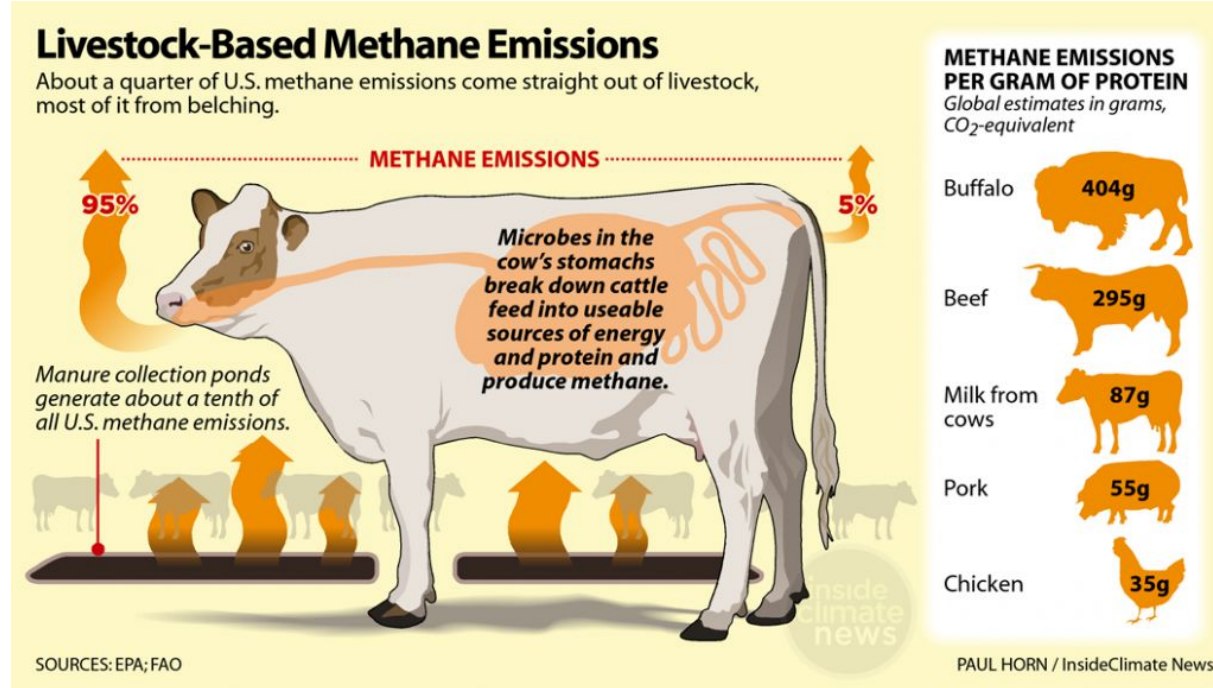 Livestock-Based Methane Emissions
About a quarter of U.S. methane emissions come straight out of livestock,
most of it from belching.
METHANE EMISSIONS
95%
5%
Microbes in the
cow's stomachs
break down cattle
feed into useable
sources of energy
and protein and
produce methane.
Manure collection ponds
generate about a tenth of
all U.S. methane emissions.
METHANE EMISSIONS
PER GRAM OF PROTEIN
Global estimates in grams,
CO2-equivalent
Buffalo 404g
Beef 295g
Milk from
cows 87g
Pork 55g
Chicken 35g
inside
climate
news
SOURCES: EPA; FAO
PAUL HORN / InsideClimate News